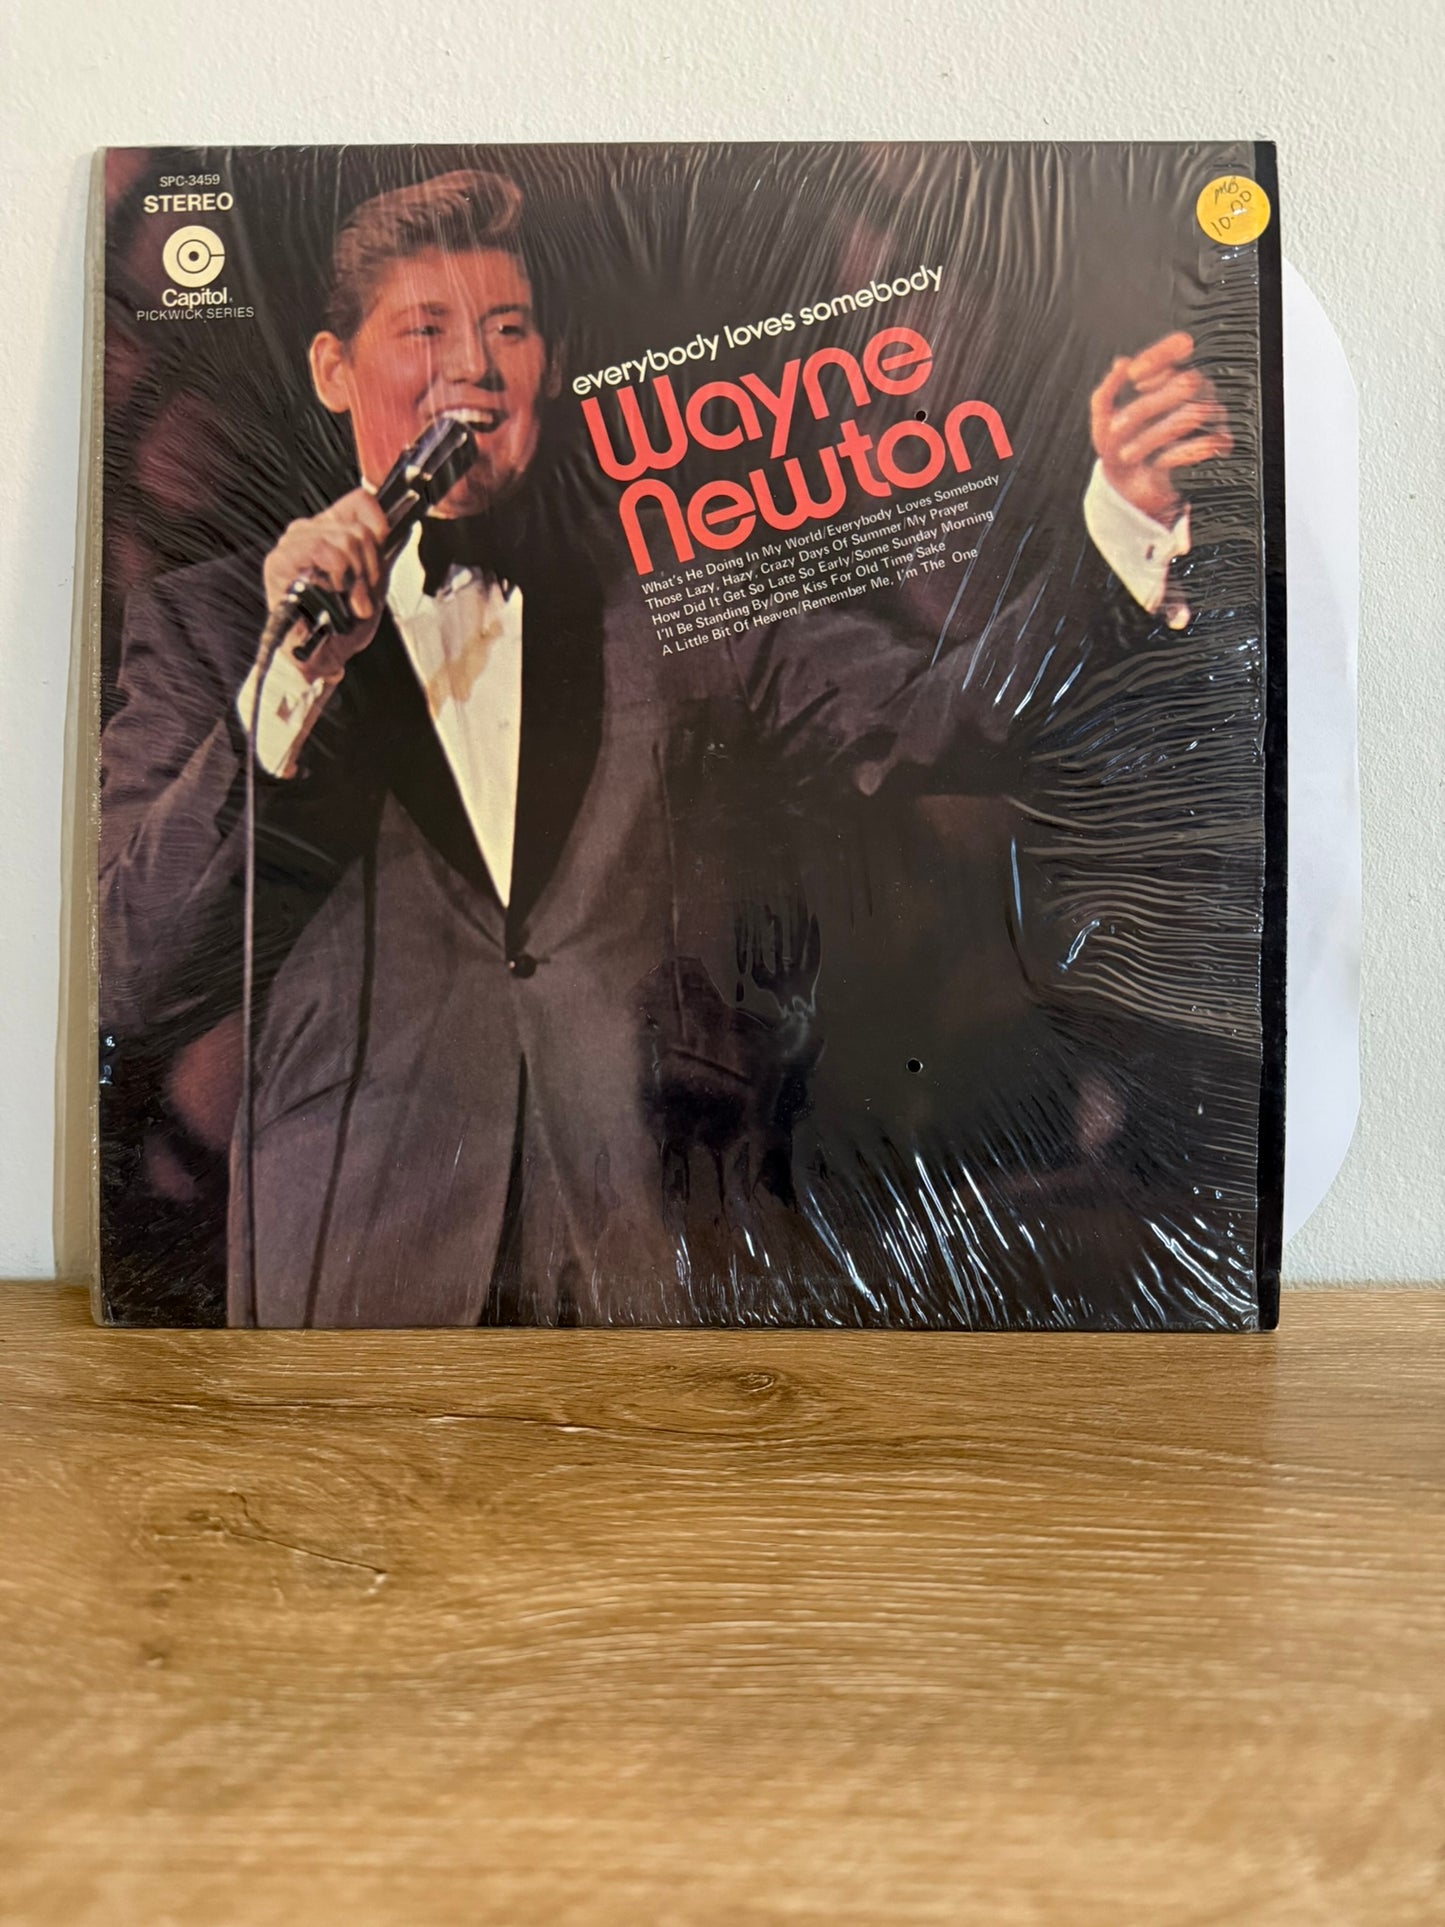 SPC-3459
STEREO
Capitol
PICKWICK SERIES
MB
10.00
everybody loves somebody
Wayne
Newton
What's He Doing In My World/Everybody Loves Somebody
Those Lazy, Hazy, Crazy Days Of Summer/My Prayer
How Did It Get So Late So Early/Some Sunday Morning
I'll Be Standing By/One Kiss For Old Time Sake
A Little Bit Of Heaven/Remember Me, I'm The One